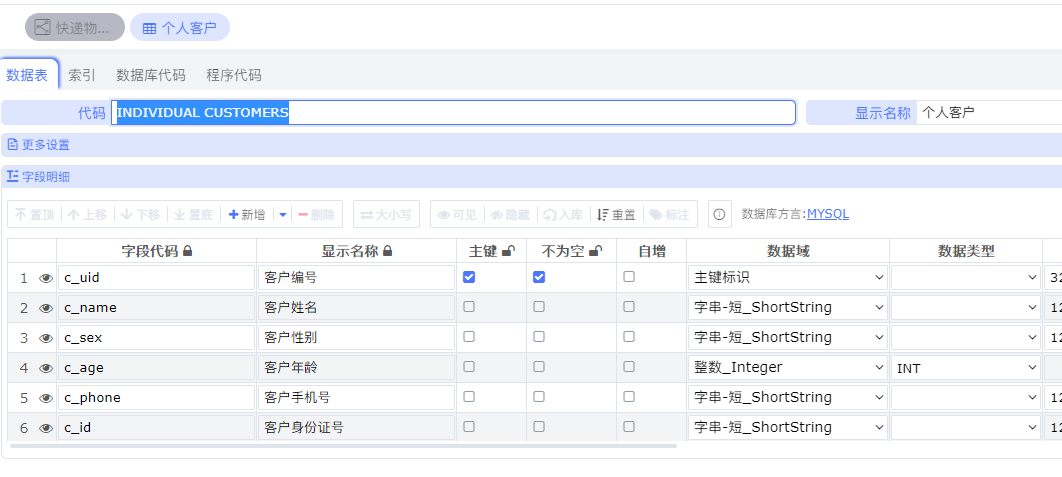 快递物... 个人客户
数据表 索引 数据库代码 程序代码
代码 INDIVIDUAL CUSTOMERS 显示名称 个人客户
更多设置
字段明细
置顶 上移 下移 置底 新增 删除 大小写 可见 隐藏 入库 重置 标注 数据库方言:MYSQL
字段代码 显示名称 主键 不为空 自增 数据域 数据类型
1 c_uid 客户编号 主键标识 32
2 c_name 客户姓名 字串-短_ShortString 12
3 c_sex 客户性别 字串-短_ShortString 12
4 c_age 客户年龄 整数_Integer INT
5 c_phone 客户手机号 字串-短_ShortString 12
6 c_id 客户身份证号 字串-短_ShortString 12